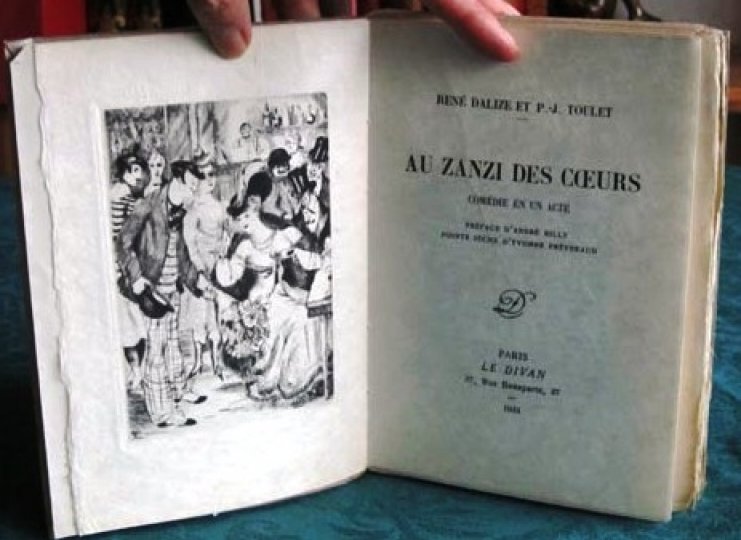 RENÉ DALIZE ET P.-J. TOULET
AU ZANZI DES CŒURS
COMÉDIE EN UN ACTE
PRÉFACE D'ANDRÉ BILLY
POINTE SÈCHE D'YVONNE PRÉVERAUD
D
PARIS
LE DIVAN
37, Rue Bonaparte, 37